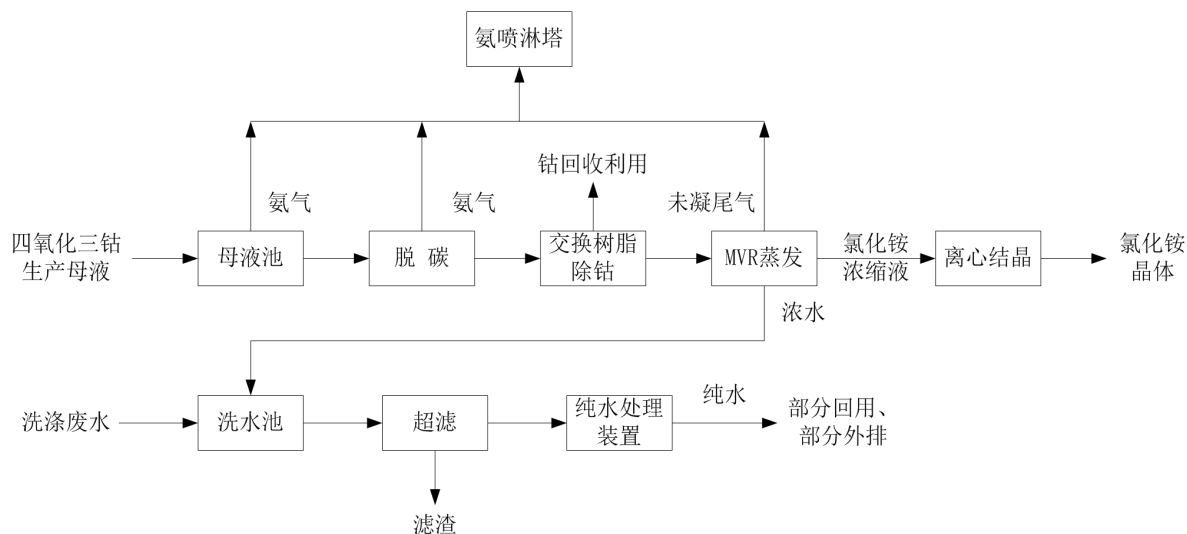 氨喷淋塔
钴回收利用
氨气
氨气
未凝尾气
四氧化三钴
生产母液
母液池
脱 碳
交换树脂
除钴
MVR蒸发
氯化铵
浓缩液
离心结晶
氯化铵
晶体
浓水
洗涤废水
洗水池
超滤
纯水处理
装置
纯水
部分回用、
部分外排
滤渣